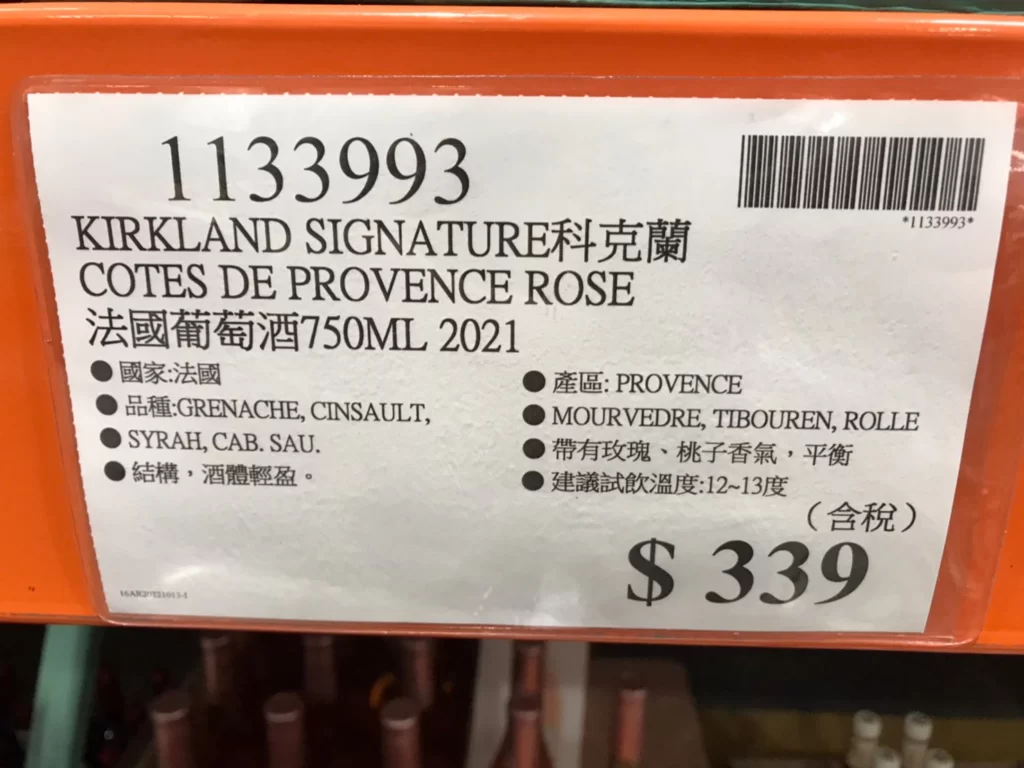 1133993
*1133993*
KIRKLAND SIGNATURE科克蘭
COTES DE PROVENCE ROSE
法國葡萄酒750ML 2021
● 國家:法國
● 產區: PROVENCE
● 品種:GRENACHE, CINSAULT,
● MOURVEDRE, TIBOUREN, ROLLE
● SYRAH, CAB. SAU.
● 帶有玫瑰、桃子香氣，平衡
● 結構，酒體輕盈。
● 建議試飲溫度:12~13度
（含稅）
$ 339